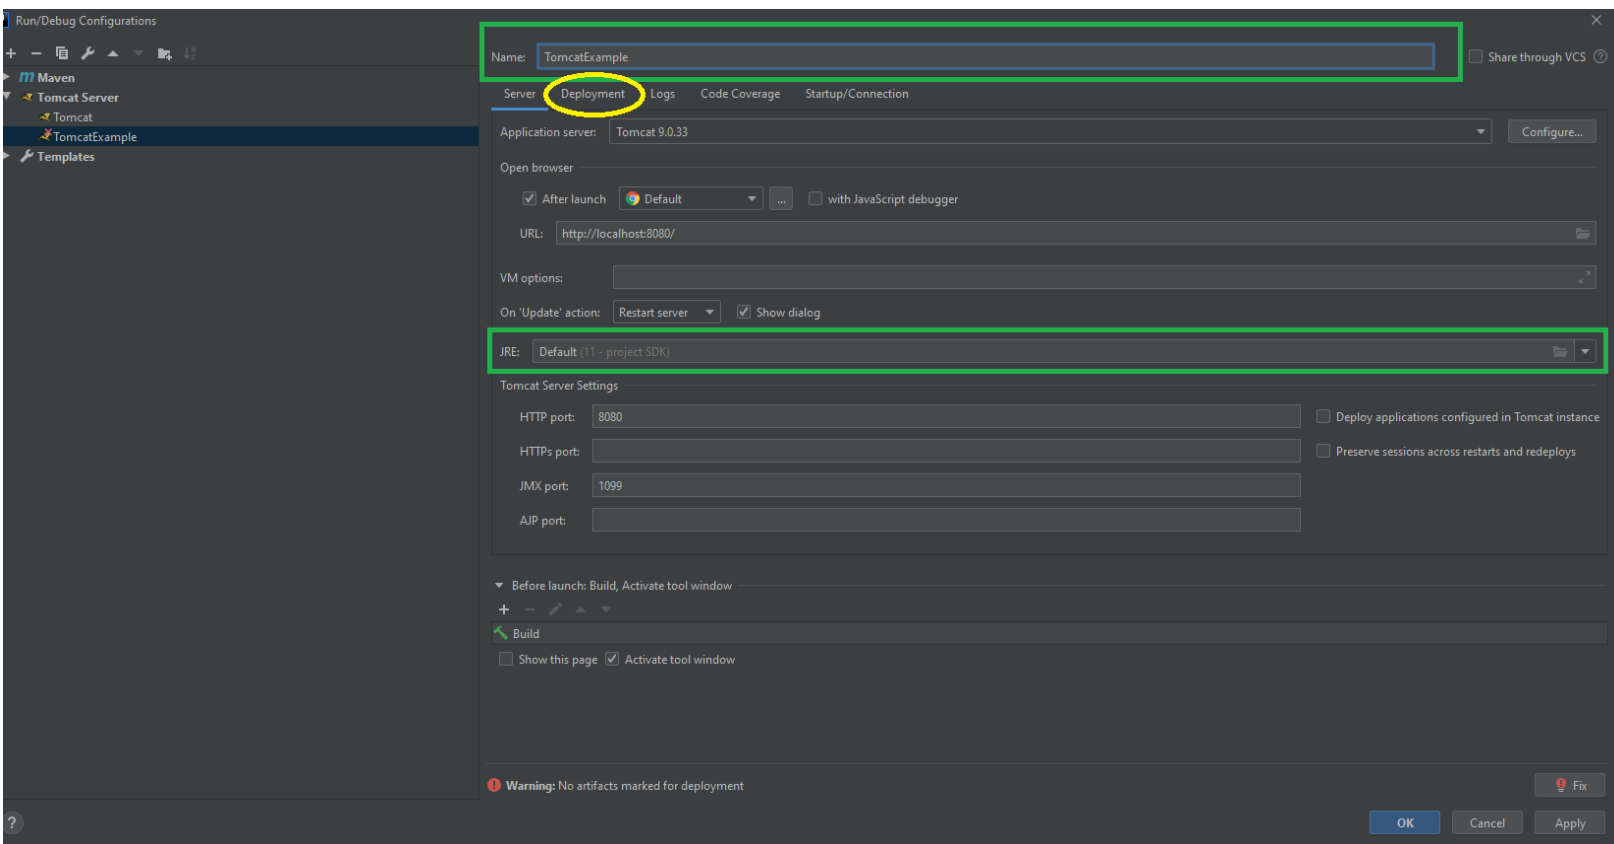 Run/Debug Configurations
Maven
Tomcat Server
Tomcat
TomcatExample
Templates
Name: TomcatExample
Share through VCS ?
Server Deployment Logs Code Coverage Startup/Connection
Application server: Tomcat 9.0.33 Configure...
Open browser
After launch Default ... with JavaScript debugger
URL: http://localhost:8080/
VM options:
On 'Update' action: Restart server Show dialog
JRE: Default (11 - project SDK)
Tomcat Server Settings
HTTP port: 8080 Deploy applications configured in Tomcat instance
HTTPs port: Preserve sessions across restarts and redeploys
JMX port: 1099
AJP port:
Before launch: Build, Activate tool window
Build
Show this page Activate tool window
Warning: No artifacts marked for deployment Fix
? OK Cancel Apply